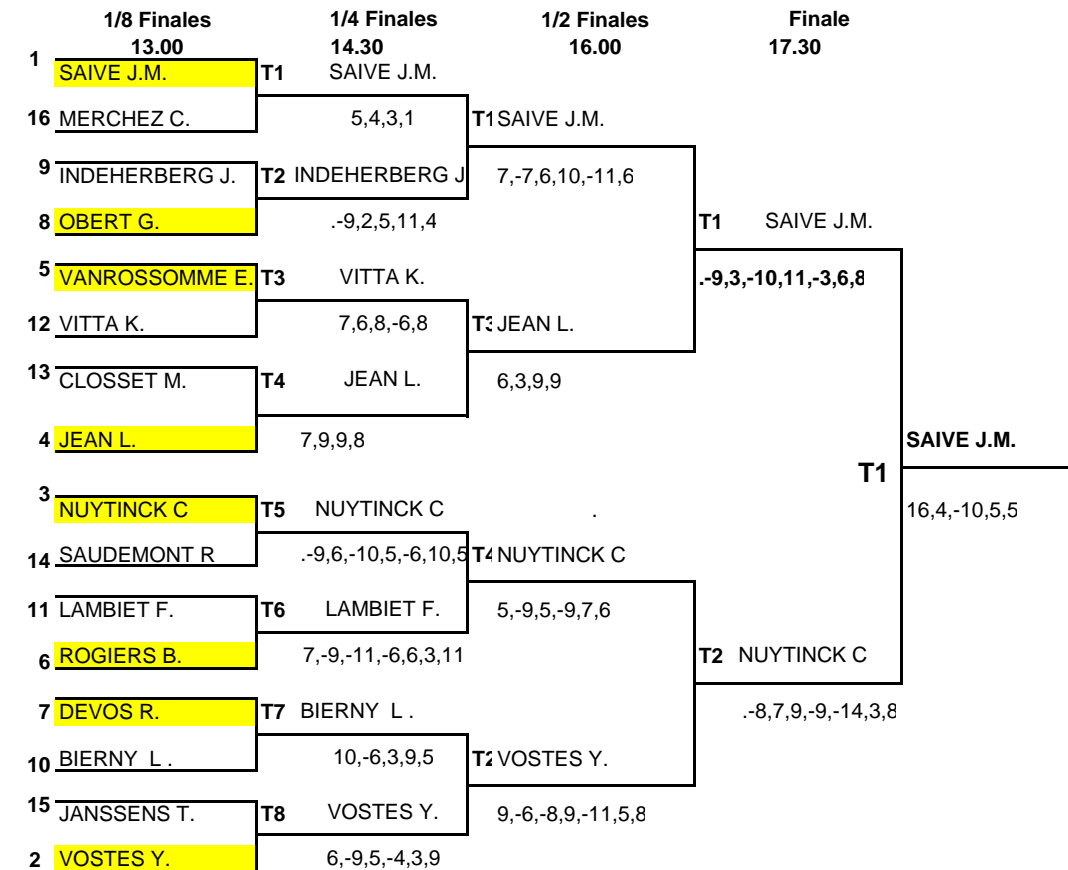 1/8 Finales 1/4 Finales 1/2 Finales Finale
13.00 14.30 16.00 17.30
1 SAIVE J.M. T1 SAIVE J.M.
16 MERCHEZ C. 5,4,3,1 T1 SAIVE J.M.
9 INDEHERBERG J. T2 INDEHERBERG J 7,-7,6,10,-11,6
8 OBERT G. .-9,2,5,11,4 T1 SAIVE J.M.
5 VANROSSOMME E. T3 VITTA K. .-9,3,-10,11,-3,6,8
12 VITTA K. 7,6,8,-6,8 T3 JEAN L.
13 CLOSSET M. T4 JEAN L. 6,3,9,9
4 JEAN L. 7,9,9,8 SAIVE J.M.
T1
3 NUYTINCK C T5 NUYTINCK C . 16,4,-10,5,5
14 SAUDEMONT R .-9,6,-10,5,-6,10,5 T4 NUYTINCK C
11 LAMBIET F. T6 LAMBIET F. 5,-9,5,-9,7,6
6 ROGIERS B. 7,-9,-11,-6,6,3,11 T2 NUYTINCK C
7 DEVOS R. T7 BIERNY L . .-8,7,9,-9,-14,3,8
10 BIERNY L . 10,-6,3,9,5 T2 VOSTES Y.
15 JANSSENS T. T8 VOSTES Y. 9,-6,-8,9,-11,5,8
2 VOSTES Y. 6,-9,5,-4,3,9